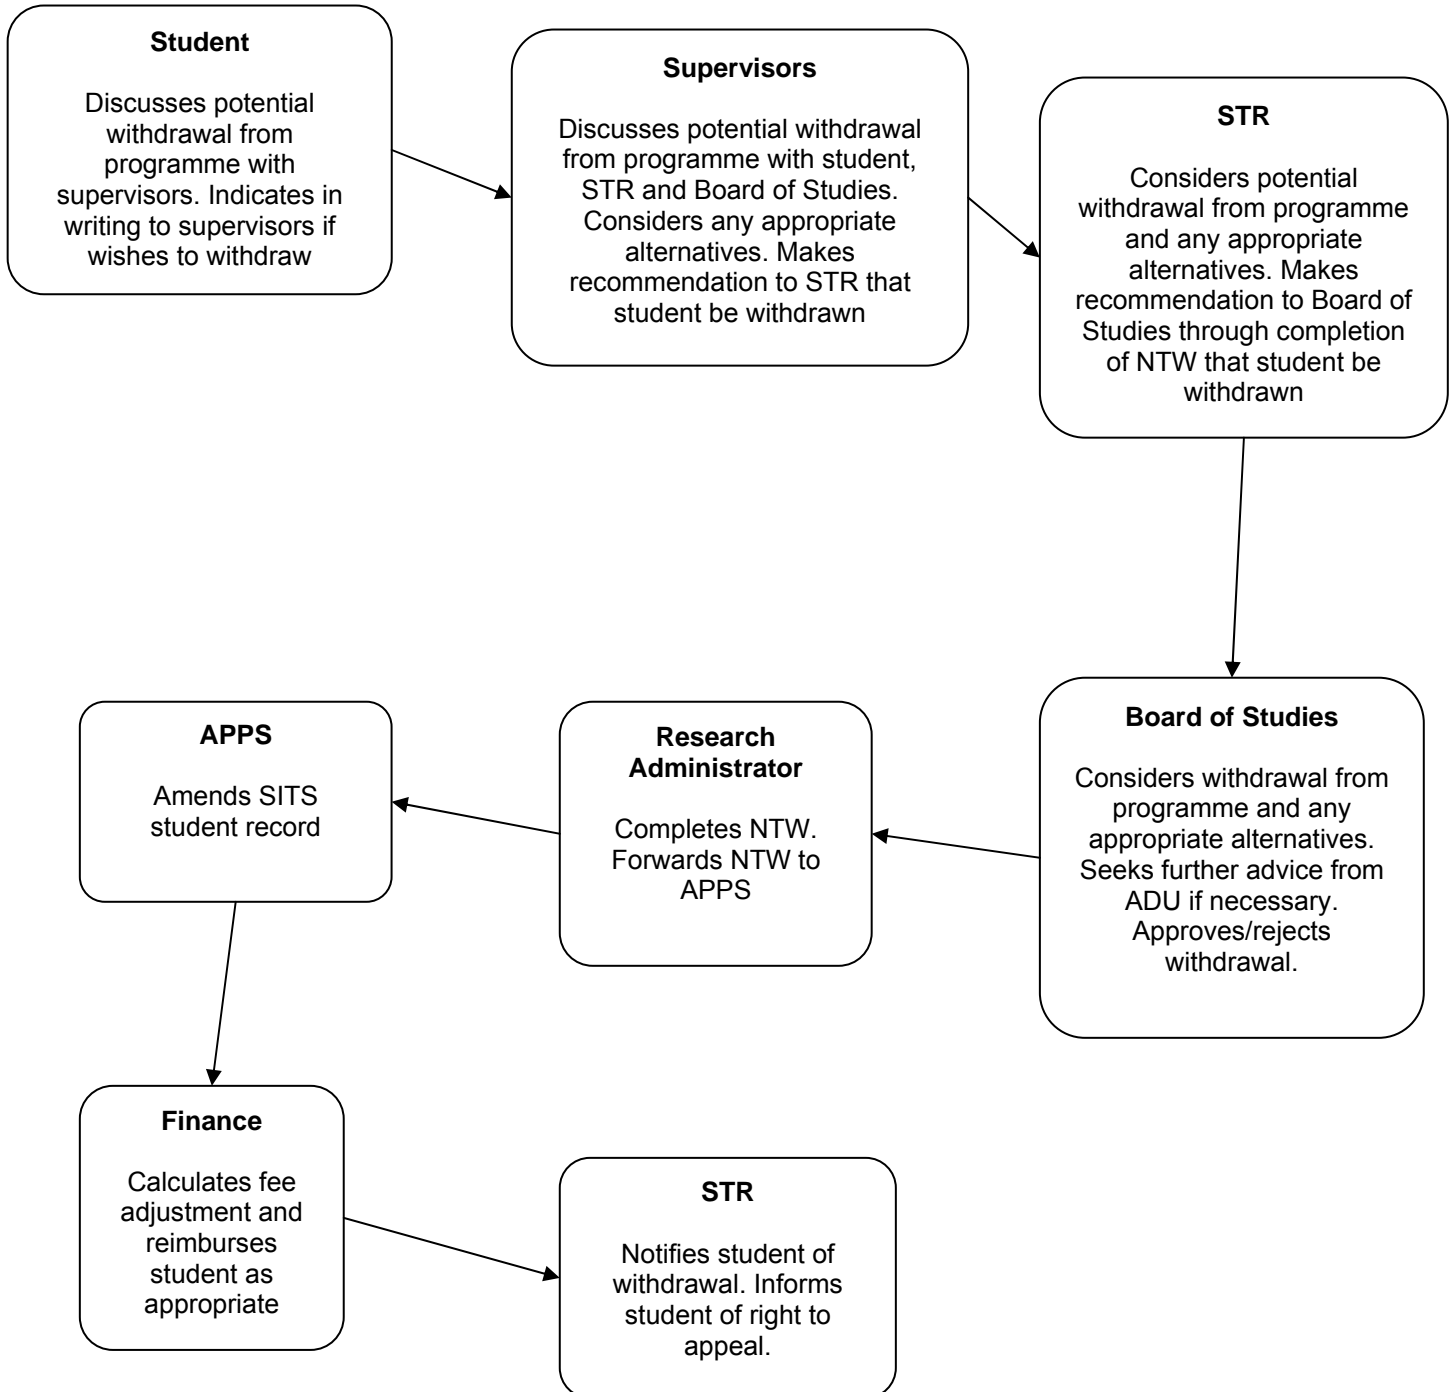 Student
Discusses potential
withdrawal from
programme with
supervisors. Indicates in
writing to supervisors if
wishes to withdraw
Supervisors
Discusses potential withdrawal
from programme with student,
STR and Board of Studies.
Considers any appropriate
alternatives. Makes
recommendation to STR that
student be withdrawn
STR
Considers potential
withdrawal from programme
and any appropriate
alternatives. Makes
recommendation to Board of
Studies through completion
of NTW that student be
withdrawn
Board of Studies
Considers withdrawal from
programme and any
appropriate alternatives.
Seeks further advice from
ADU if necessary.
Approves/rejects
withdrawal.
Research
Administrator
Completes NTW.
Forwards NTW to
APPS
APPS
Amends SITS
student record
Finance
Calculates fee
adjustment and
reimburses
student as
appropriate
STR
Notifies student of
withdrawal. Informs
student of right to
appeal.